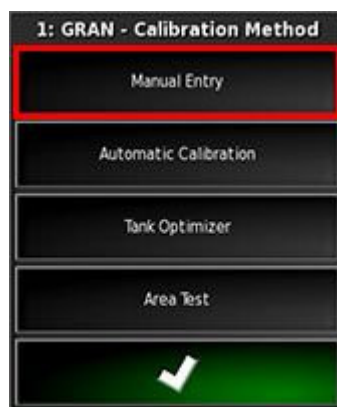 1: GRAN - Calibration Method
Manual Entry
Automatic Calibration
Tank Optimizer
Area Test